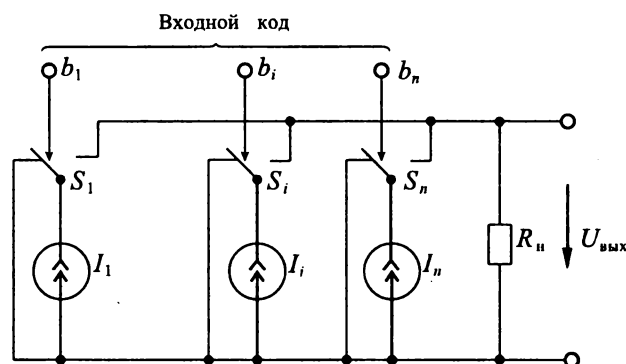 Входной код
b₁ bᵢ bₙ
S₁ Sᵢ Sₙ
I₁ Iᵢ Iₙ Rн Uвых